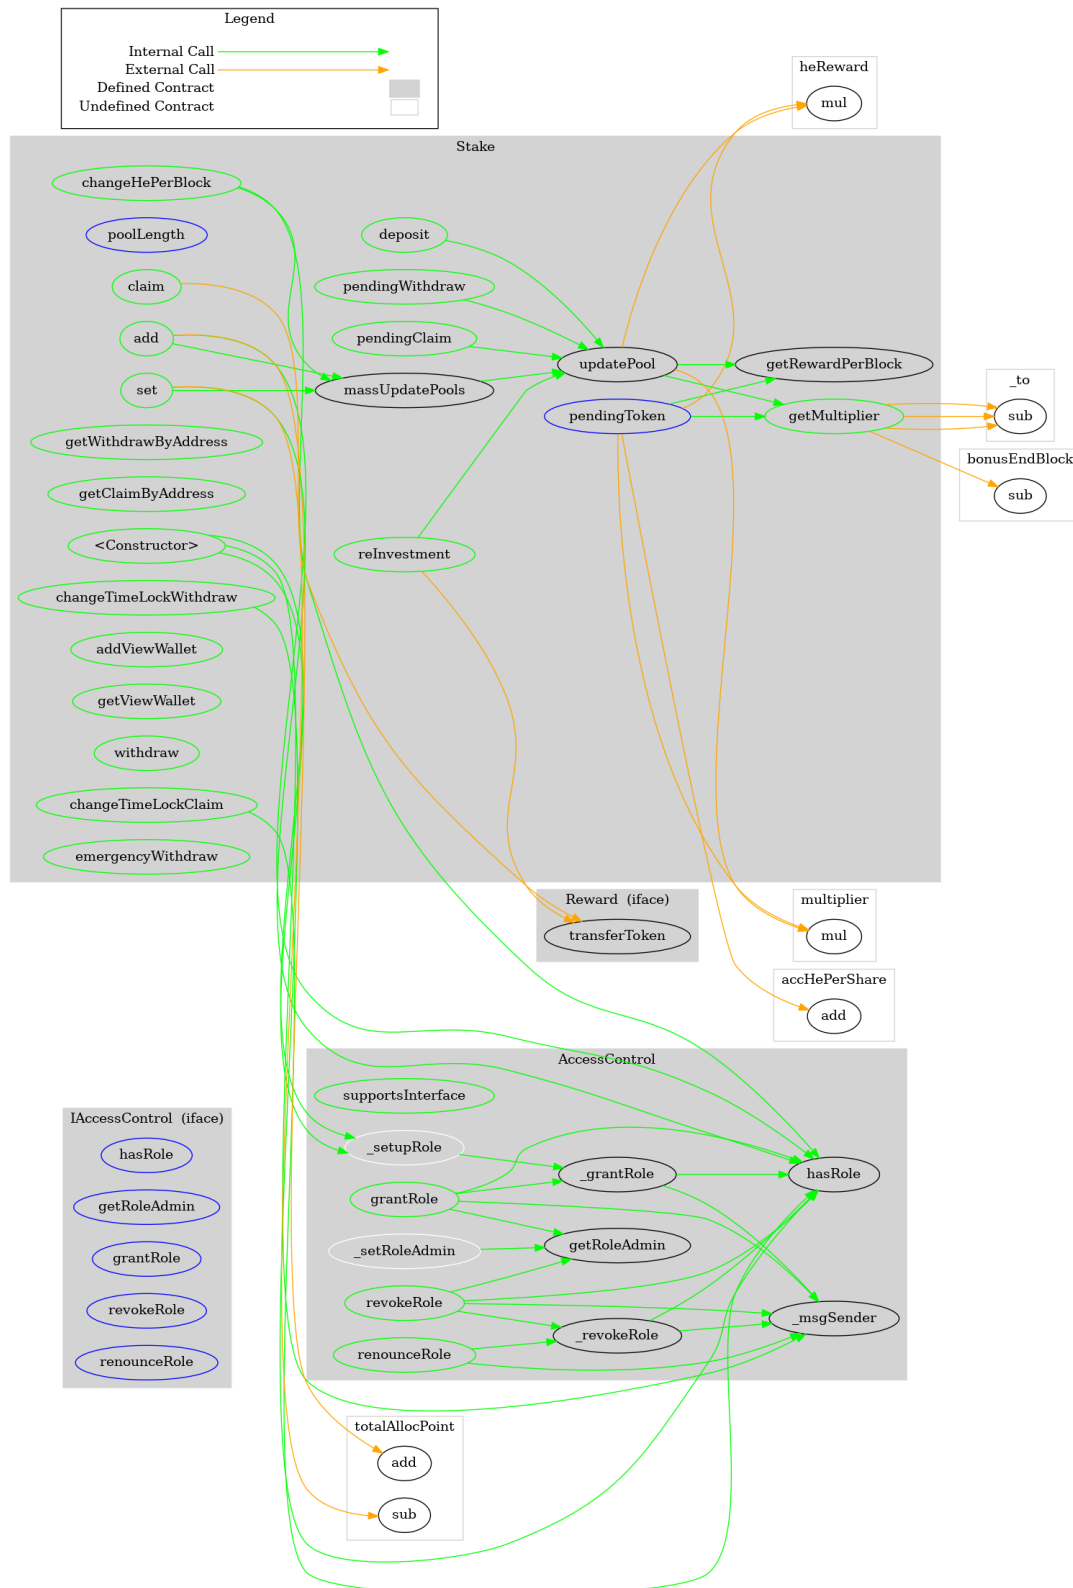 Legend
Internal Call
External Call
Defined Contract
Undefined Contract
heReward
mul
Stake
changeHePerBlock
poolLength
claim
add
set
getWithdrawByAddress
getClaimByAddress
<Constructor>
changeTimeLockWithdraw
addViewWallet
getViewWallet
withdraw
changeTimeLockClaim
emergencyWithdraw
deposit
pendingWithdraw
pendingClaim
massUpdatePools
reInvestment
updatePool
pendingToken
getRewardPerBlock
getMultiplier
_to
sub
bonusEndBlock
sub
Reward  (iface)
transferToken
multiplier
mul
accHePerShare
add
AccessControl
supportsInterface
_setupRole
grantRole
_setRoleAdmin
revokeRole
renounceRole
_grantRole
getRoleAdmin
_revokeRole
hasRole
_msgSender
IAccessControl  (iface)
hasRole
getRoleAdmin
grantRole
revokeRole
renounceRole
totalAllocPoint
add
sub